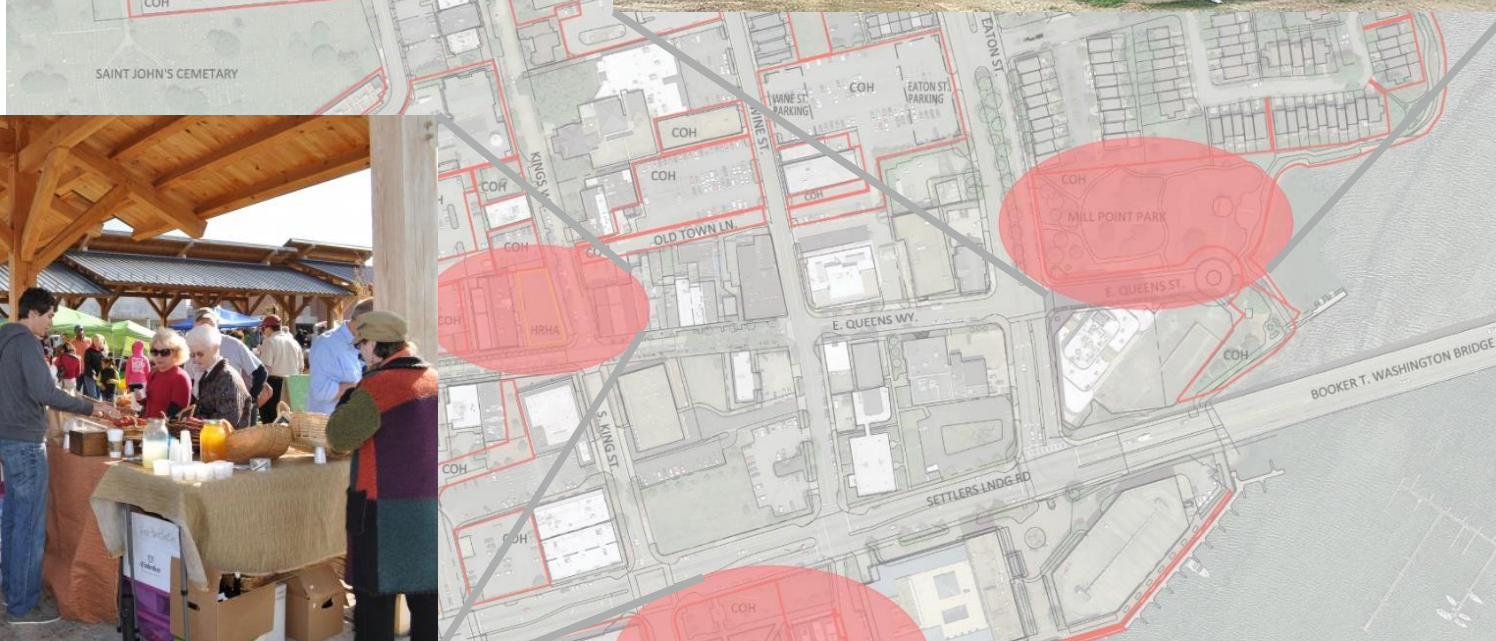 COH
SAINT JOHN'S CEMETARY
EATON ST.
WINE ST.
PARKING
COH
EATON ST.
PARKING
WINE ST.
COH
KINGS W
COH
COH
COH
COH
MILL POINT PARK
OLD TOWN LN.
COH
COH
HRHA
E. QUEENS ST.
E. QUEENS WY.
COH
BOOKER T. WASHINGTON BRIDGE
S. KING ST.
COH
SETTLERS LNDG RD
COH
COH